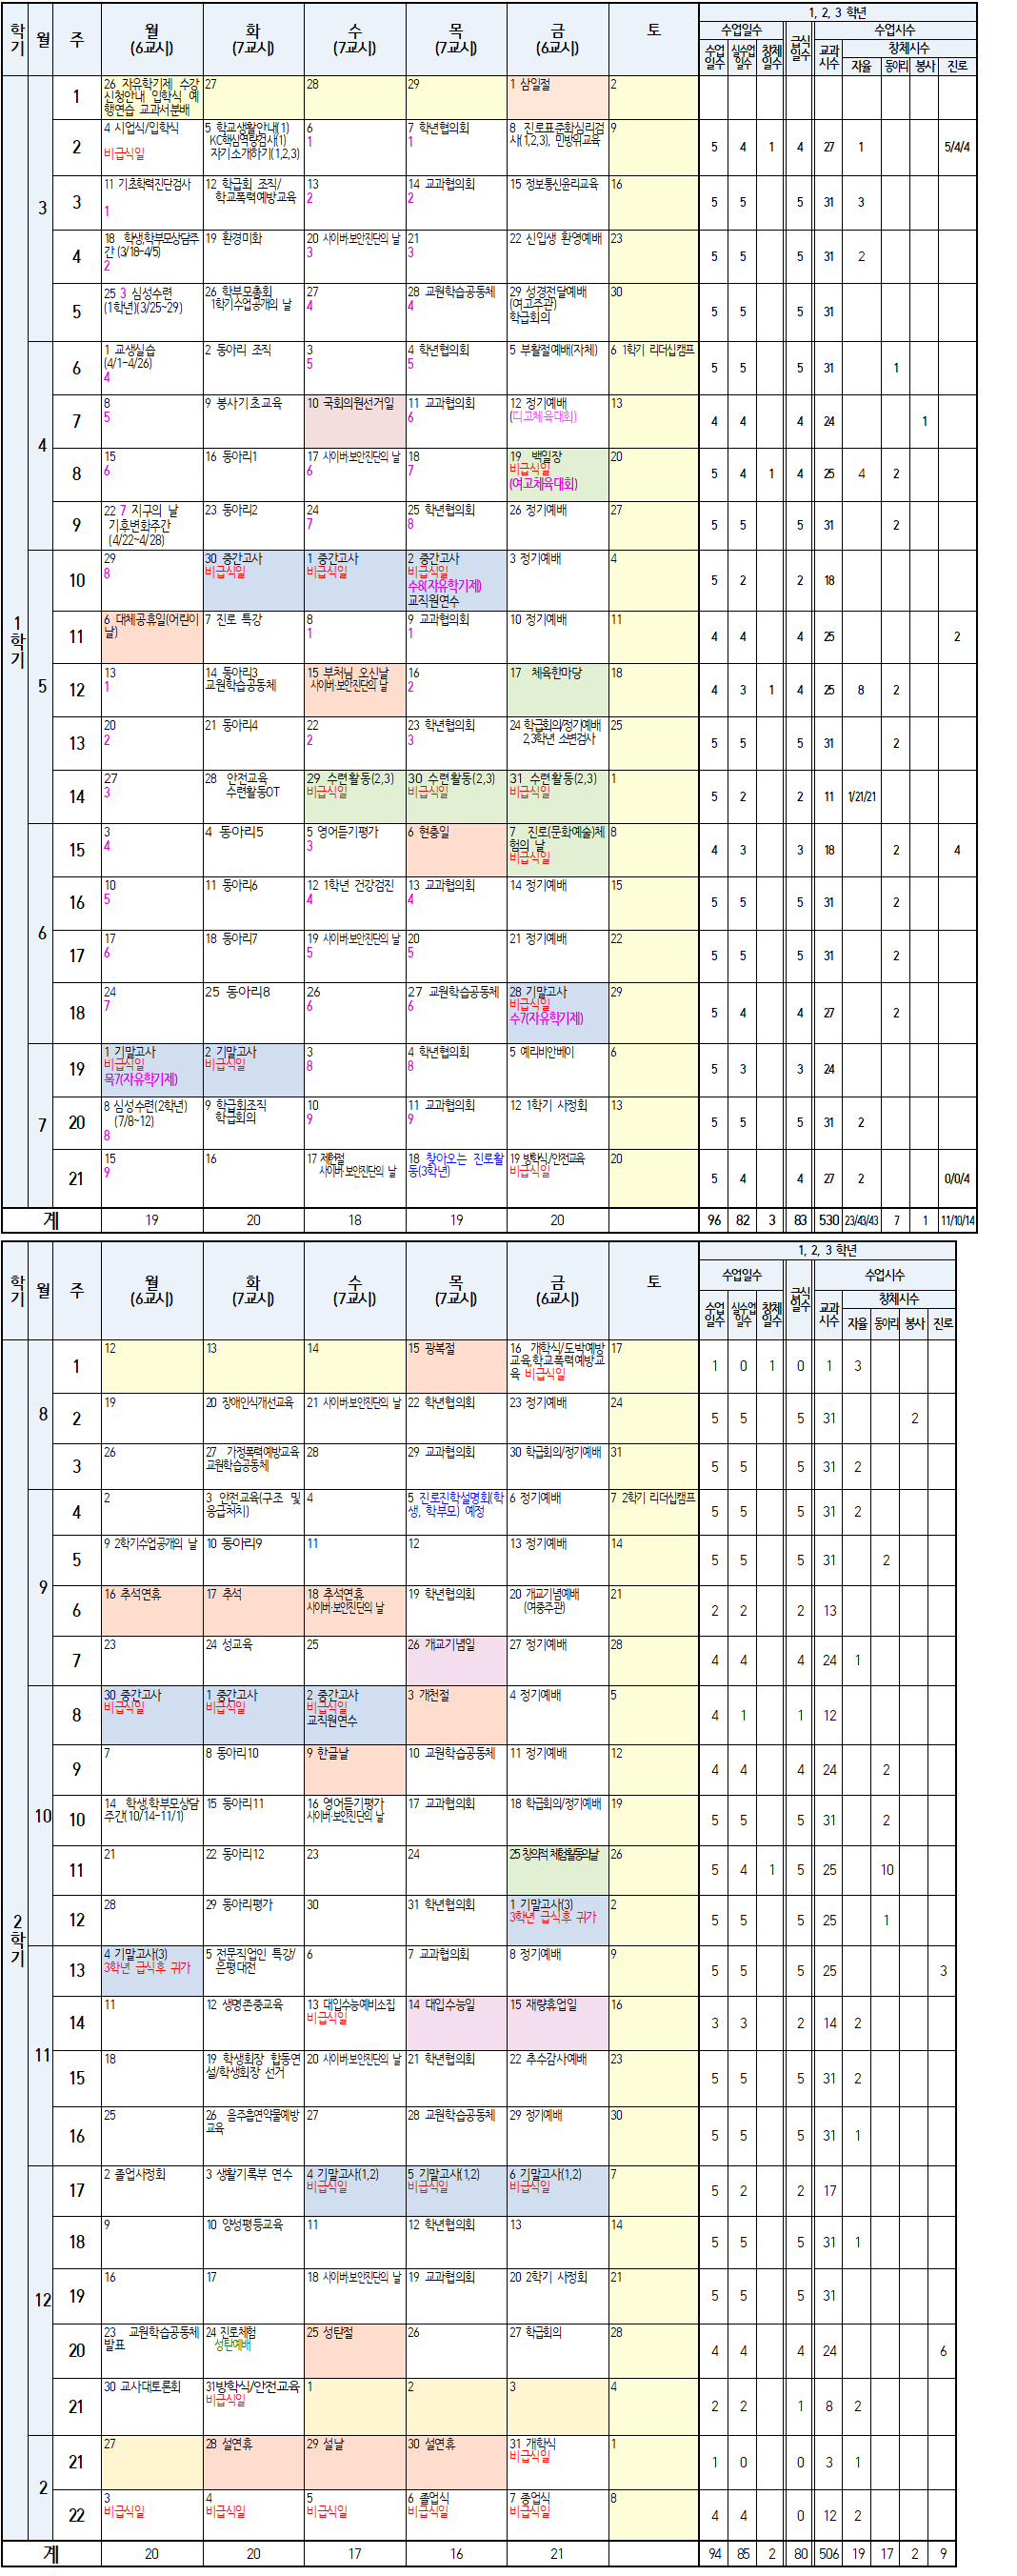 학기 월 주 월 (6교시) 화 (7교시) 수 (7교시) 목 (7교시) 금 (6교시) 토 1, 2, 3 학년
수업일수 급식일수 수업시수
수업일수 실수업일수 창체일수 교과시수 창체시수
자율 동아리 봉사 진로
1학기
3
1 26 자유학기제 수강신청안내 입학식 예행연습 교과서분배 27 28 29 1 삼일절 2
2 4 시업식/입학식 비급식일 5 학교생활안내(1) KC핵심역량검사(1) 자기소개하기(1,2,3) 6 1 7 학년협의회 1 8 진로표준화심리검사(1,2,3), 민방위교육 9 5 4 1 4 27 1 5/4/4
3 11 기초학력진단검사 1 12 학급회 조직/ 학교폭력예방교육 13 2 14 교과협의회 2 15 정보통신윤리교육 16 5 5 5 31 3
4 18 학생,학부모상담주간 (3/18-4/5) 2 19 환경미화 20 사이버·보안진단의 날 3 21 3 22 신입생 환영예배 23 5 5 5 31 2
5 25 3 심성수련 (1학년)(3/25~29) 26 학부모총회 1학기수업공개의 날 27 4 28 교원학습공동체 4 29 성경전달예배 (여고주관) 학급회의 30 5 5 5 31
4
6 1 교생실습 (4/1-4/26) 4 2 동아리 조직 3 5 4 학년협의회 5 5 부활절예배(자체) 6 1학기 리더십캠프 5 5 5 31 1
7 8 5 9 봉사기초교육 10 국회의원선거일 11 교과협의회 6 12 정기예배 (디고체육대회) 13 4 4 4 24 1
8 15 6 16 동아리1 17 사이버·보안진단의 날 6 18 7 19 백일장 비급식일 (여고체육대회) 20 5 4 1 4 25 4 2
9 22 7 지구의 날 기후변화주간 (4/22~4/28) 23 동아리2 24 7 25 학년협의회 8 26 정기예배 27 5 5 5 31 2
5
10 29 8 30 중간고사 비급식일 1 중간고사 비급식일 2 중간고사 비급식일 수8(자유학기제) 교직원연수 3 정기예배 4 5 2 2 18
11 6 대체공휴일(어린이날) 7 진로 특강 8 1 9 교과협의회 1 10 정기예배 11 4 4 4 25 2
12 13 1 14 동아리3 교원학습공동체 15 부처님 오신날 사이버·보안진단의 날 16 2 17 체육한마당 18 4 3 1 4 25 8 2
13 20 2 21 동아리4 22 2 23 학년협의회 3 24 학급회의/정기예배 2,3학년 소변검사 25 5 5 5 31 2
14 27 3 28 안전교육 수련활동OT 29 수련활동(2,3) 비급식일 30 수련활동(2,3) 비급식일 31 수련활동(2,3) 비급식일 1 5 2 2 11 1/21/21
6
15 3 4 4 동아리5 5 영어듣기평가 3 6 현충일 7 진로(문화예술)체험의 날 비급식일 8 4 3 3 18 2 4
16 10 5 11 동아리6 12 1학년 건강검진 4 13 교과협의회 4 14 정기예배 15 5 5 5 31 2
17 17 6 18 동아리7 19 사이버·보안진단의 날 5 20 5 21 정기예배 22 5 5 5 31 2
18 24 7 25 동아리8 26 6 27 교원학습공동체 6 28 기말고사 비급식일 수7(자유학기제) 29 5 4 4 27 2
7
19 1 기말고사 비급식일 목7(자유학기제) 2 기말고사 비급식일 3 8 4 학년협의회 8 5 예리비안베이 6 5 3 3 24
20 8 심성수련(2학년) (7/8~12) 8 9 학급회조직 학급회의 10 9 11 교과협의회 9 12 1학기 사정회 13 5 5 5 31 2
21 15 9 16 17 제헌절 사이버·보안진단의 날 18 찾아오는 진로활동(3학년) 19 방학식/안전교육 비급식일 20 5 4 4 27 2 0/0/4
계 19 20 18 19 20 96 82 3 83 530 23/43/43 7 1 11/10/14
학기 월 주 월 (6교시) 화 (7교시) 수 (7교시) 목 (7교시) 금 (6교시) 토 1, 2, 3 학년
수업일수 급식일수 수업시수
수업일수 실수업일수 창체일수 교과시수 창체시수
자율 동아리 봉사 진로
2학기
8
1 12 13 14 15 광복절 16 개학식/도박예방교육,학교폭력예방교육 비급식일 17 1 0 1 0 1 3
2 19 20 장애인식개선교육 21 사이버·보안진단의 날 22 학년협의회 23 정기예배 24 5 5 5 31 2
3 26 27 가정폭력예방교육 교원학습공동체 28 29 교과협의회 30 학급회의/정기예배 31 5 5 5 31 2
9
4 2 3 안전교육(구조 및 응급처치) 4 5 진로진학설명회(학생, 학부모) 예정 6 정기예배 7 2학기 리더십캠프 5 5 5 31 2
5 9 2학기수업공개의 날 10 동아리9 11 12 13 정기예배 14 5 5 5 31 2
6 16 추석연휴 17 추석 18 추석연휴 사이버·보안진단의 날 19 학년협의회 20 개교기념예배 (여중주관) 21 2 2 2 13
7 23 24 성교육 25 26 개교기념일 27 정기예배 28 4 4 4 24 1
10
8 30 중간고사 비급식일 1 중간고사 비급식일 2 중간고사 비급식일 교직원연수 3 개천절 4 정기예배 5 4 1 1 12
9 7 8 동아리10 9 한글날 10 교원학습공동체 11 정기예배 12 4 4 4 24 2
10 14 학생,학부모상담주간(10/14-11/1) 15 동아리11 16 영어듣기평가 사이버·보안진단의 날 17 교과협의회 18 학급회의/정기예배 19 5 5 5 31 2
11 21 22 동아리12 23 24 25 창의적 체험활동의날 26 5 4 1 5 25 10
12 28 29 동아리평가 30 31 학년협의회 1 기말고사(3) 3학년 급식후 귀가 2 5 5 5 25 1
11
13 4 기말고사(3) 3학년 급식후 귀가 5 전문직업인 특강/ 은평대전 6 7 교과협의회 8 정기예배 9 5 5 5 25 3
14 11 12 생명존중교육 13 대입수능예비소집 비급식일 14 대입수능일 15 재량휴업일 16 3 3 2 14 2
15 18 19 학생회장 합동연설/학생회장 선거 20 사이버·보안진단의 날 21 학년협의회 22 추수감사예배 23 5 5 5 31 2
16 25 26 음주흡연약물예방교육 27 28 교원학습공동체 29 정기예배 30 5 5 5 31 1
12
17 2 졸업사정회 3 생활기록부 연수 4 기말고사(1,2) 비급식일 5 기말고사(1,2) 비급식일 6 기말고사(1,2) 비급식일 7 5 2 2 17
18 9 10 양성평등교육 11 12 학년협의회 13 14 5 5 5 31 1
19 16 17 18 사이버·보안진단의 날 19 교과협의회 20 2학기 사정회 21 5 5 5 31
20 23 교원학습공동체 발표 24 진로체험 성탄예배 25 성탄절 26 27 학급회의 28 4 4 4 24 6
21 30 교사대토론회 31방학식/안전교육 비급식일 1 2 3 4 2 2 1 8 2
2
21 27 28 설연휴 29 설날 30 설연휴 31 개학식 비급식일 1 1 0 0 3 1
22 3 비급식일 4 비급식일 5 비급식일 6 졸업식 비급식일 7 종업식 비급식일 8 4 4 0 12 2
계 20 20 17 16 21 94 85 2 80 506 19 17 2 9